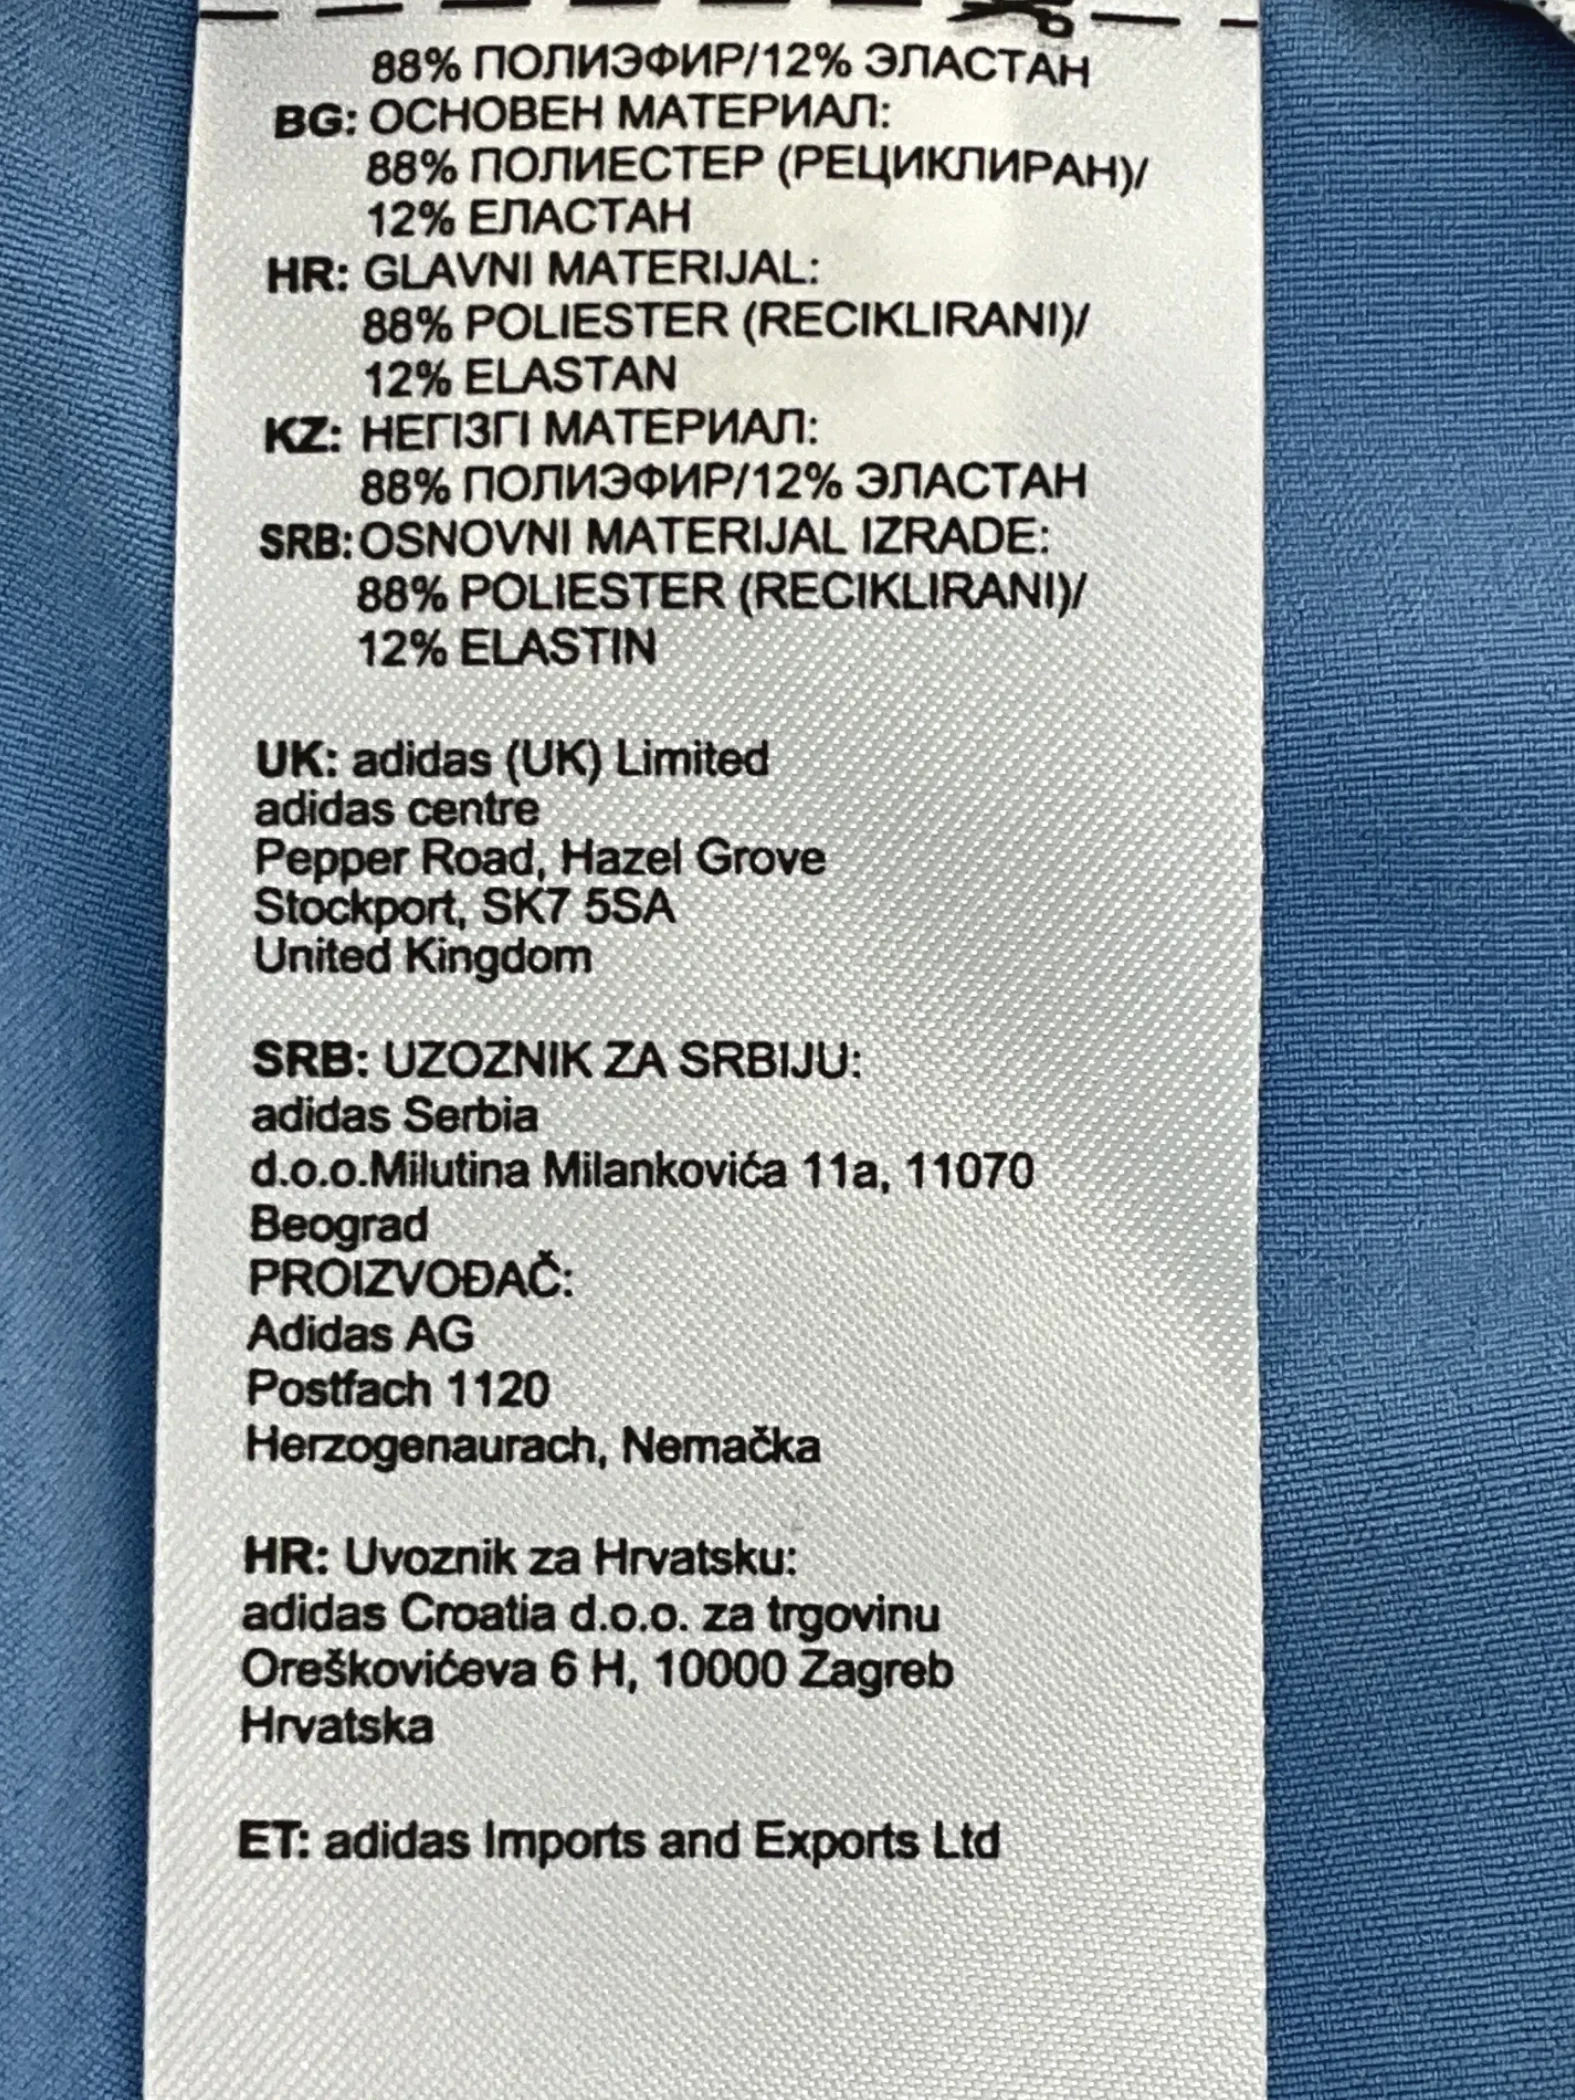 88% ПОЛИЭФИР/12% ЭЛАСТАН
BG: ОСНОВЕН МАТЕРИАЛ:
88% ПОЛИЕСТЕР (РЕЦИКЛИРАН)/
12% ЕЛАСТАН
HR: GLAVNI MATERIJAL:
88% POLIESTER (RECIKLIRANI)/
12% ELASTAN
KZ: НЕГІЗГІ МАТЕРИАЛ:
88% ПОЛИЭФИР/12% ЭЛАСТАН
SRB: OSNOVNI MATERIJAL IZRADE:
88% POLIESTER (RECIKLIRANI)/
12% ELASTIN
UK: adidas (UK) Limited
adidas centre
Pepper Road, Hazel Grove
Stockport, SK7 5SA
United Kingdom
SRB: UZOZNIK ZA SRBIJU:
adidas Serbia
d.o.o.Milutina Milankovića 11a, 11070
Beograd
PROIZVOĐAČ:
Adidas AG
Postfach 1120
Herzogenaurach, Nemačka
HR: Uvoznik za Hrvatsku:
adidas Croatia d.o.o. za trgovinu
Oreškovićeva 6 H, 10000 Zagreb
Hrvatska
ET: adidas Imports and Exports Ltd